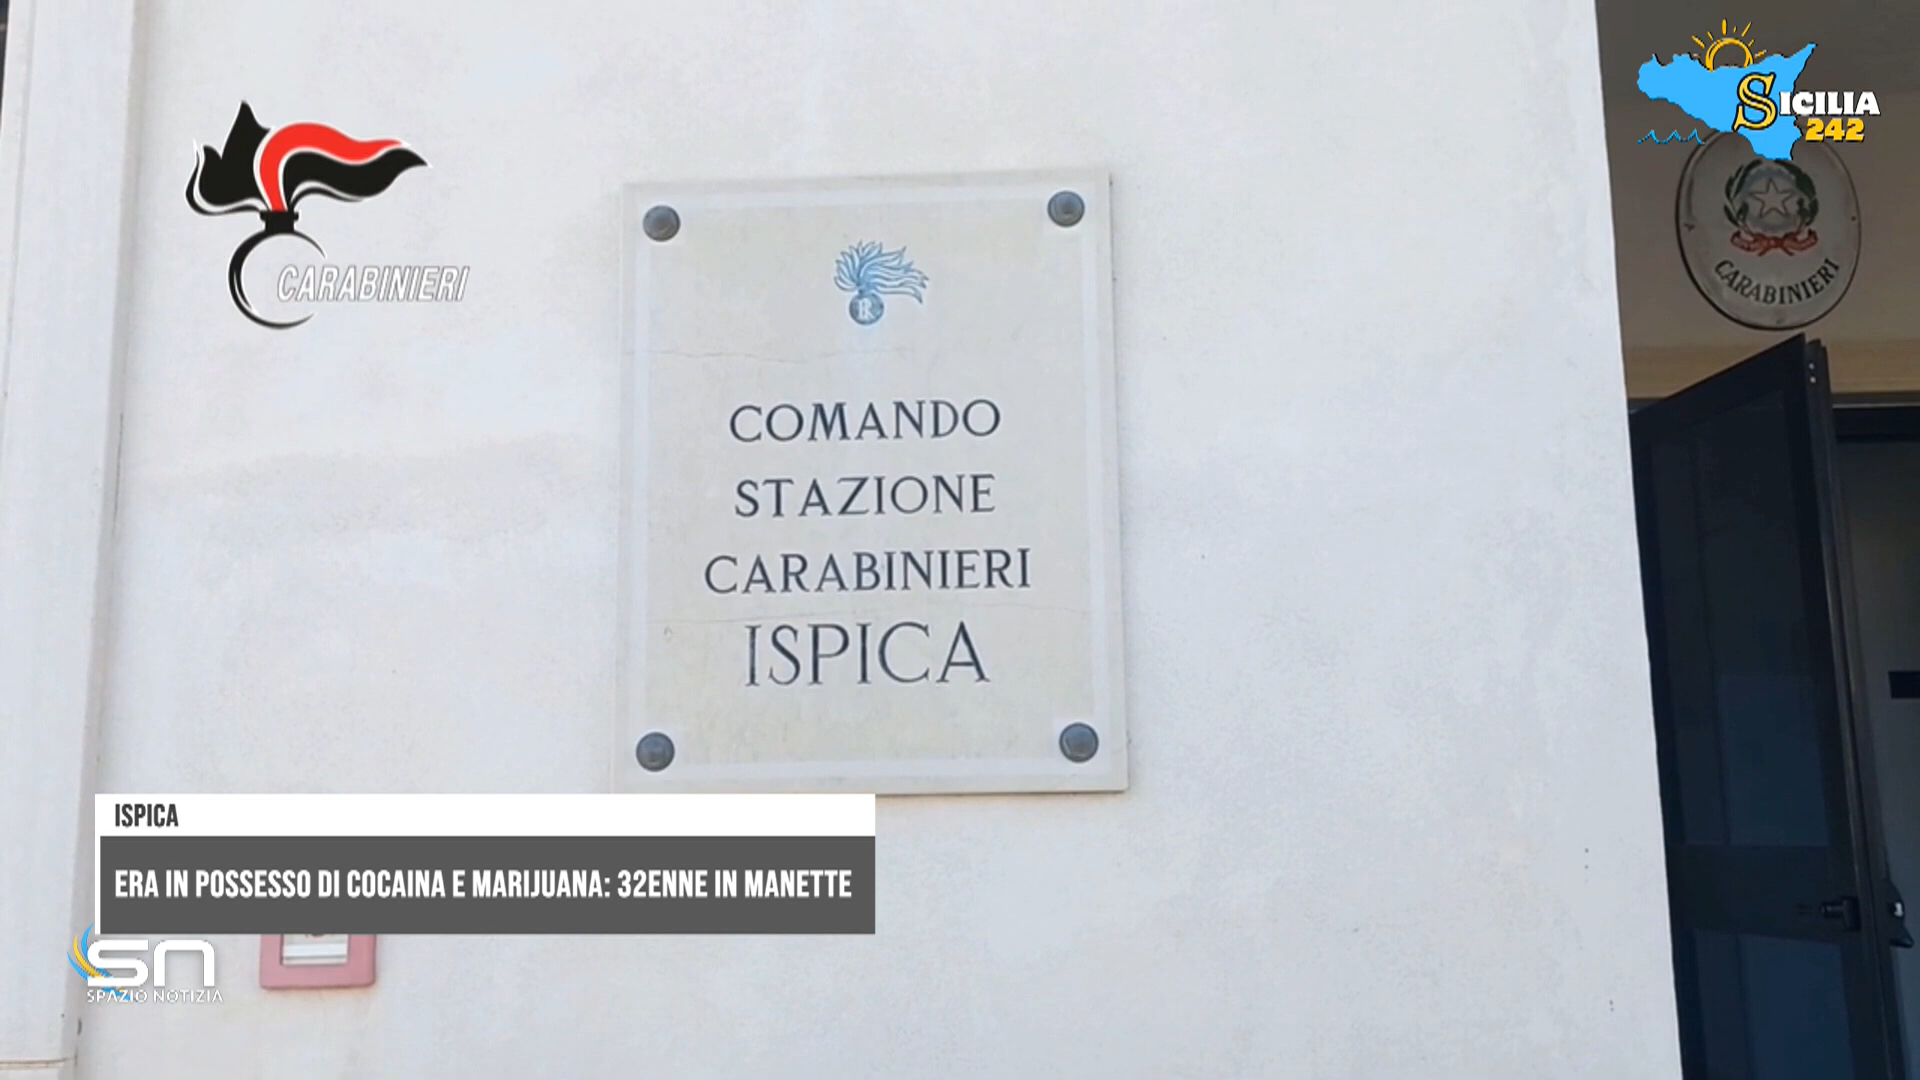 CARABINIERI
SICILIA
242
CARABINIERI
COMANDO
STAZIONE
CARABINIERI
ISPICA
ISPICA
ERA IN POSSESSO DI COCAINA E MARIJUANA: 32ENNE IN MANETTE
SN
SPAZIO NOTIZIA